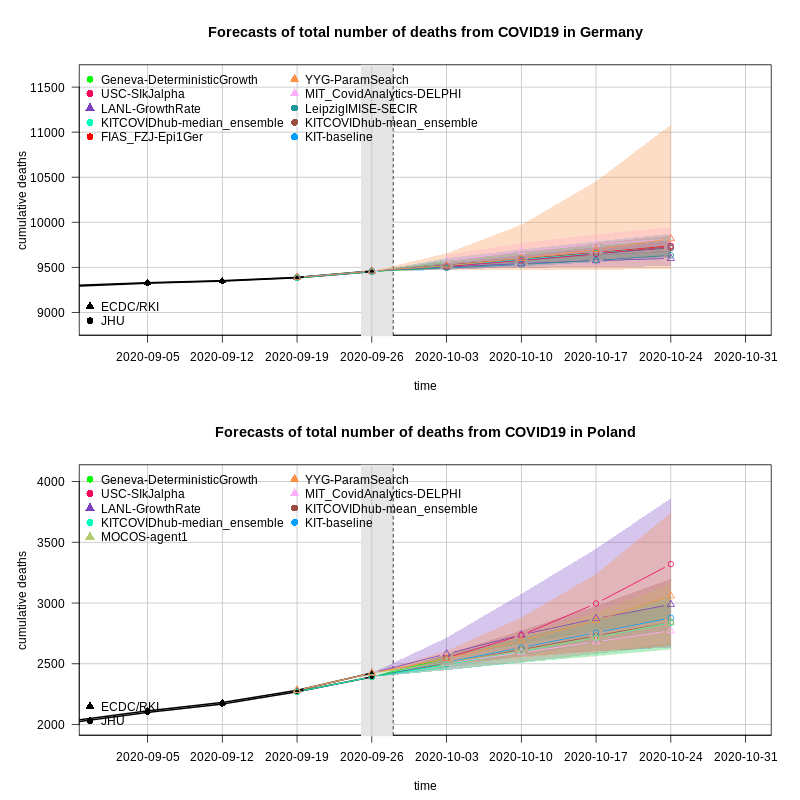 Forecasts of total number of deaths from COVID19 in Germany
cumulative deaths
11500
11000
10500
10000
9500
9000
Geneva-DeterministicGrowth
USC-SIkJalpha
LANL-GrowthRate
KITCOVIDhub-median_ensemble
FIAS_FZJ-Epi1Ger
YYG-ParamSearch
MIT_CovidAnalytics-DELPHI
LeipzigIMISE-SECIR
KITCOVIDhub-mean_ensemble
KIT-baseline
ECDC/RKI
JHU
2020-09-05 2020-09-12 2020-09-19 2020-09-26 2020-10-03 2020-10-10 2020-10-17 2020-10-24 2020-10-31
time
Forecasts of total number of deaths from COVID19 in Poland
cumulative deaths
4000
3500
3000
2500
2000
Geneva-DeterministicGrowth
USC-SIkJalpha
LANL-GrowthRate
KITCOVIDhub-median_ensemble
MOCOS-agent1
YYG-ParamSearch
MIT_CovidAnalytics-DELPHI
KITCOVIDhub-mean_ensemble
KIT-baseline
ECDC/RKI
JHU
2020-09-05 2020-09-12 2020-09-19 2020-09-26 2020-10-03 2020-10-10 2020-10-17 2020-10-24 2020-10-31
time